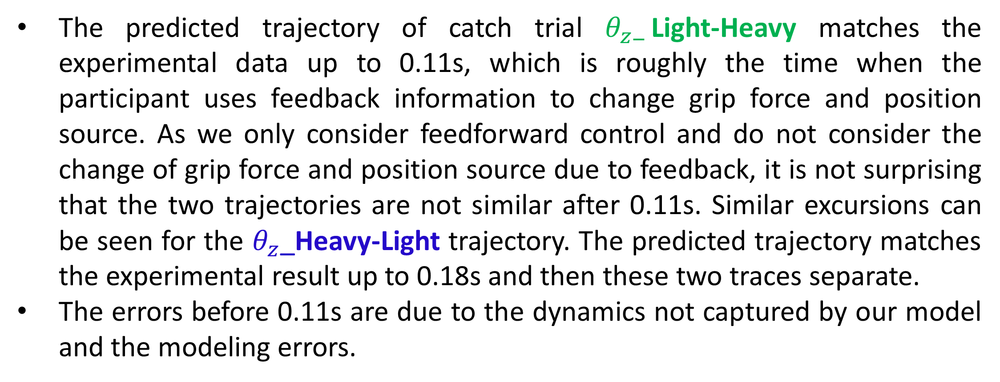 • The predicted trajectory of catch trial θz_ Light-Heavy matches the
experimental data up to 0.11s, which is roughly the time when the
participant uses feedback information to change grip force and position
source. As we only consider feedforward control and do not consider the
change of grip force and position source due to feedback, it is not surprising
that the two trajectories are not similar after 0.11s. Similar excursions can
be seen for the θz_Heavy-Light trajectory. The predicted trajectory matches
the experimental result up to 0.18s and then these two traces separate.
• The errors before 0.11s are due to the dynamics not captured by our model
and the modeling errors.